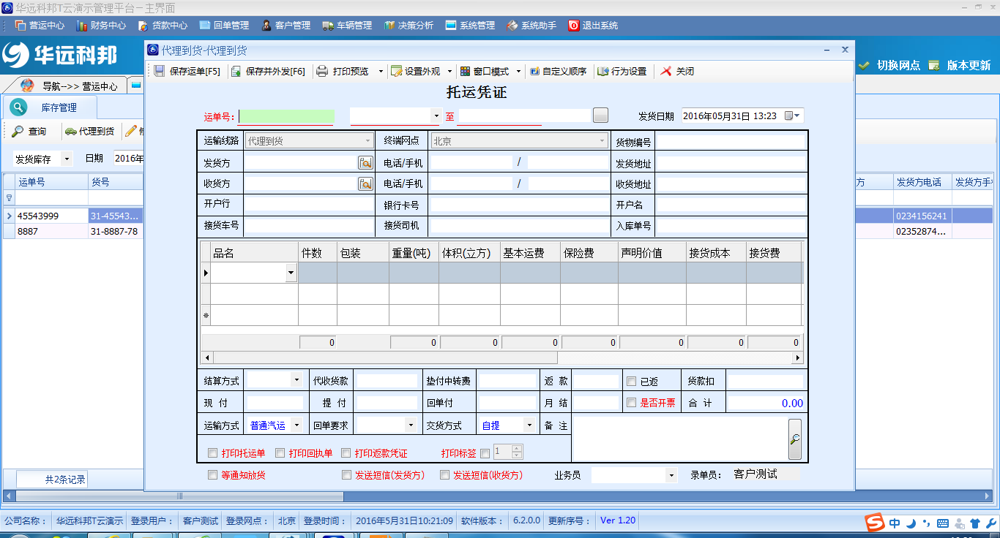 华远科邦T云演示管理平台－主界面
营运中心 财务中心 货款中心 回单管理 客户管理 车辆管理 决策分析 系统管理 系统助手 退出系统
华远科邦
切换网点 版本更新
代理到货-代理到货
导航-->> 营运中心
库存管理
查询 代理到货
发货库存 日期 2016年
运单号 货号
45543999 31-45543...
8887 31-8887-78
共2条记录
保存运单[F5] 保存并外发[F6] 打印预览 设置外观 窗口模式 自定义顺序 行为设置 关闭
托运凭证
运单号: 至 发货日期 2016年05月31日 13:23
运输线路 代理到货 终端网点 北京 货物编号
发货方 电话/手机 / 发货地址
收货方 电话/手机 / 收货地址
开户行 银行卡号 开户名
接货车号 接货司机 入库单号
品名 件数 包装 重量(吨) 体积(立方) 基本运费 保险费 声明价值 接货成本 接货费
0 0 0 0 0 0 0 0
结算方式 代收货款 垫付中转费 返 款 已返 货款扣
现 付 提 付 回单付 月 结 是否开票 合 计 0.00
运输方式 普通汽运 回单要求 交货方式 自提 备 注
打印托运单 打印回执单 打印返款凭证 打印标签 1
等通知放货 发送短信(发货方) 发送短信(收货方) 业务员 录单员: 客户测试
方 发货方电话 发货方手
0234156241
02352874...
公司名称： 华远科邦T云演示 登录用户： 客户测试 登录网点： 北京 登录时间： 2016年5月31日10:21:09 软件版本： 6.2.0.0 更新序号： Ver 1.20
中